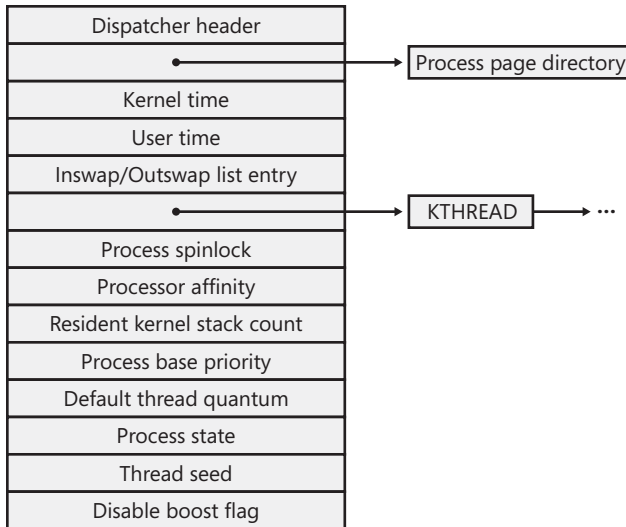 Dispatcher header
Process page directory
Kernel time
User time
Inswap/Outswap list entry
KTHREAD
...
Process spinlock
Processor affinity
Resident kernel stack count
Process base priority
Default thread quantum
Process state
Thread seed
Disable boost flag